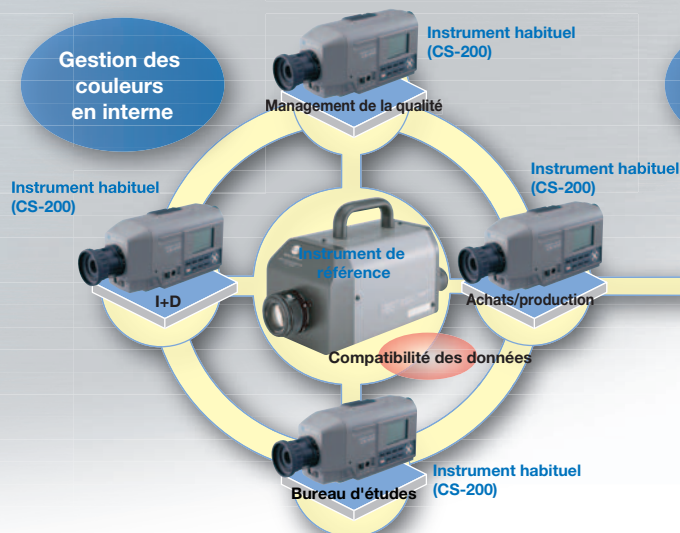 Gestion des
couleurs
en interne
Instrument habituel
(CS-200)
Management de la qualité
Instrument habituel
(CS-200)
Instrument habituel
(CS-200)
Instrument de
référence
I+D
Achats/production
Compatibilité des données
Bureau d'études
Instrument habituel
(CS-200)